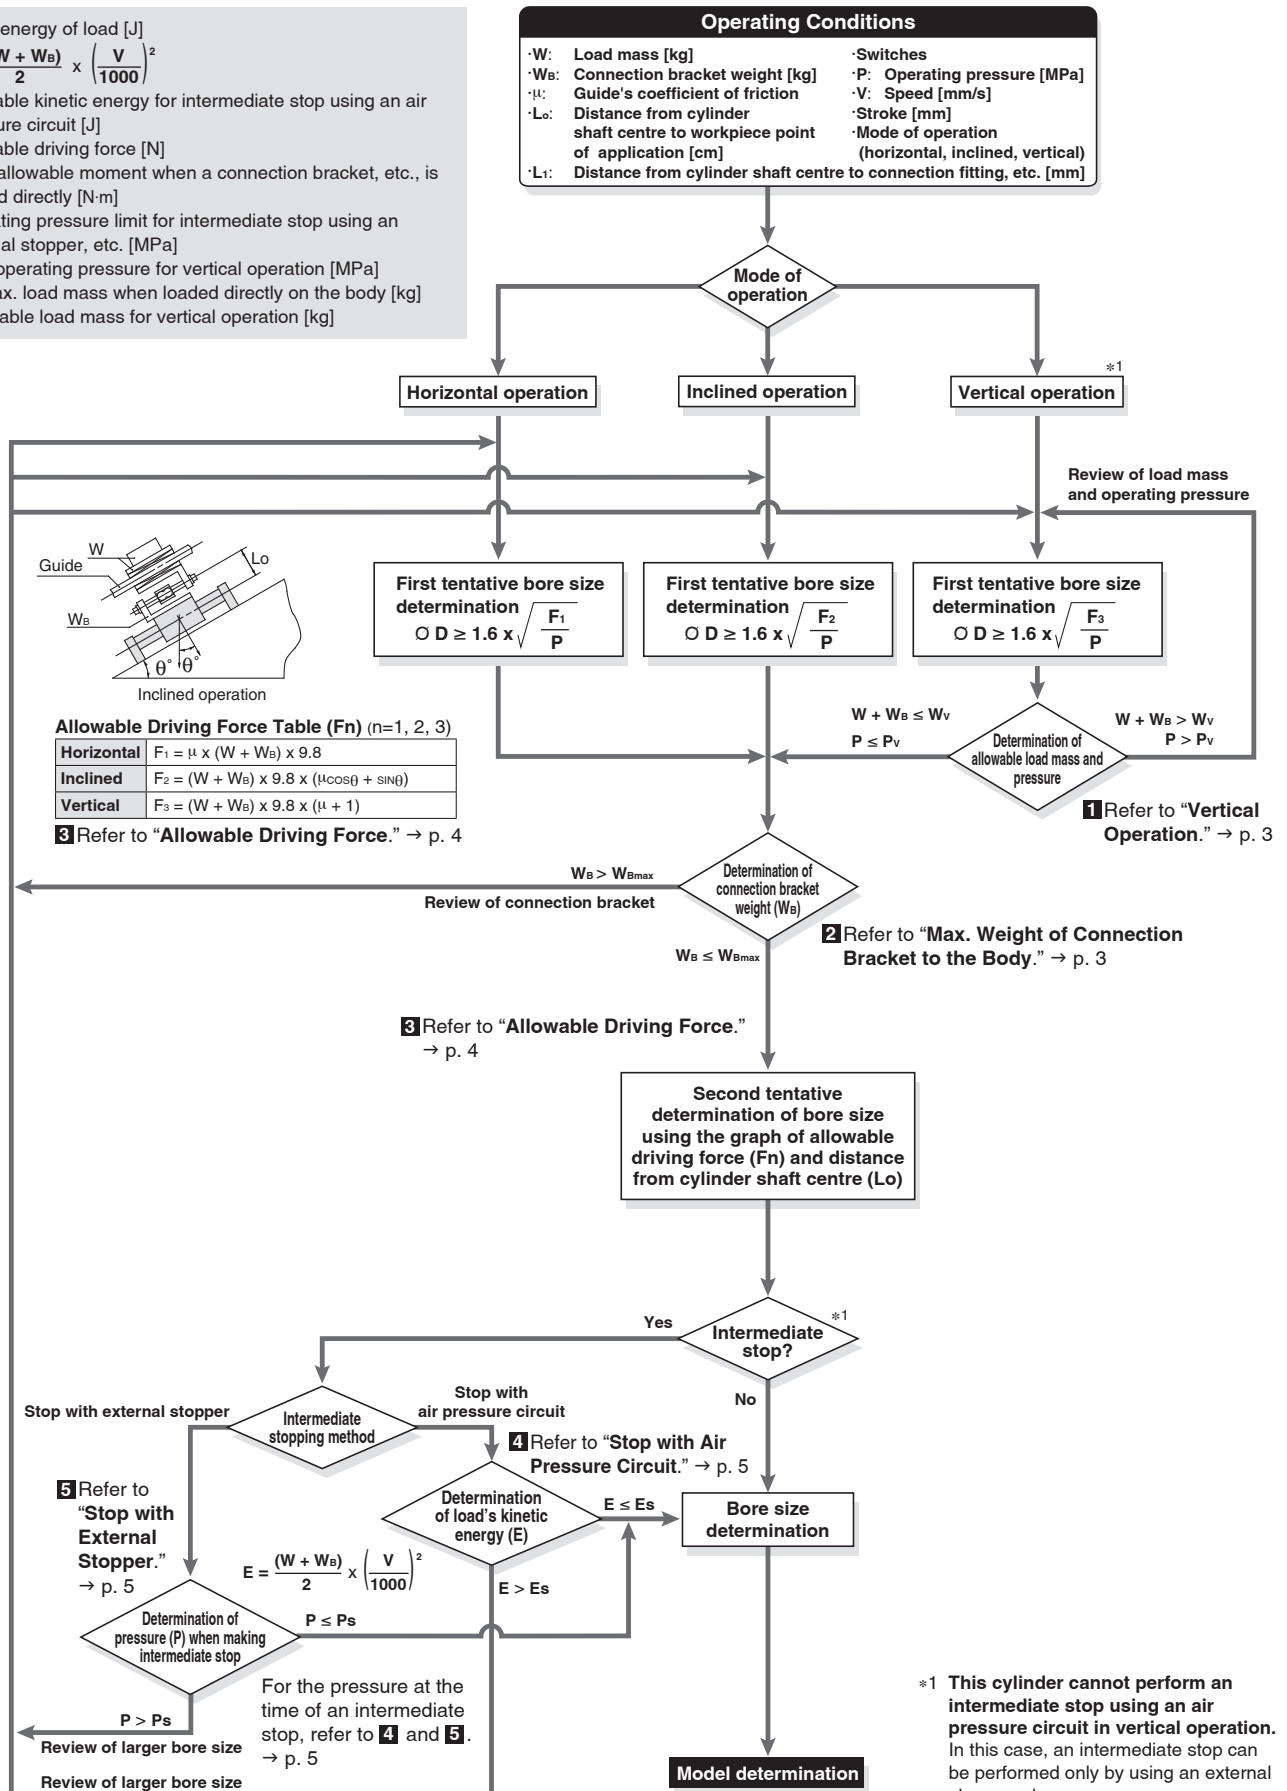 energy of load [J]
W + WB) / 2 x (V / 1000)²
able kinetic energy for intermediate stop using an air
ure circuit [J]
able driving force [N]
allowable moment when a connection bracket, etc., is
d directly [N·m]
ting pressure limit for intermediate stop using an
al stopper, etc. [MPa]
operating pressure for vertical operation [MPa]
ax. load mass when loaded directly on the body [kg]
able load mass for vertical operation [kg]
Operating Conditions
·W: Load mass [kg]
·WB: Connection bracket weight [kg]
·μ: Guide's coefficient of friction
·Lo: Distance from cylinder
shaft centre to workpiece point
of application [cm]
·Switches
·P: Operating pressure [MPa]
·V: Speed [mm/s]
·Stroke [mm]
·Mode of operation
(horizontal, inclined, vertical)
·L1: Distance from cylinder shaft centre to connection fitting, etc. [mm]
Mode of
operation
Horizontal operation
Inclined operation
*1
Vertical operation
Review of load mass
and operating pressure
W
Guide
WB
Lo
θ° θ°
Inclined operation
First tentative bore size
determination
Ø D ≥ 1.6 x √ F1 / P
First tentative bore size
determination
Ø D ≥ 1.6 x √ F2 / P
First tentative bore size
determination
Ø D ≥ 1.6 x √ F3 / P
W + WB ≤ WV
P ≤ PV
Determination of
allowable load mass and
pressure
W + WB > WV
P > PV
1 Refer to “Vertical
Operation.” → p. 3
Allowable Driving Force Table (Fn) (n=1, 2, 3)
Horizontal F1 = μ x (W + WB) x 9.8
Inclined F2 = (W + WB) x 9.8 x (μCOSθ + SINθ)
Vertical F3 = (W + WB) x 9.8 x (μ + 1)
3 Refer to “Allowable Driving Force.” → p. 4
WB > WBmax
Review of connection bracket
Determination of
connection bracket
weight (WB)
2 Refer to “Max. Weight of Connection
Bracket to the Body.” → p. 3
WB ≤ WBmax
3 Refer to “Allowable Driving Force.”
→ p. 4
Second tentative
determination of bore size
using the graph of allowable
driving force (Fn) and distance
from cylinder shaft centre (Lo)
Yes
*1
Intermediate
stop?
No
Stop with external stopper
Intermediate
stopping method
Stop with
air pressure circuit
4 Refer to “Stop with Air
Pressure Circuit.” → p. 5
5 Refer to
“Stop with
External
Stopper.”
→ p. 5
Determination
of load's kinetic
energy (E)
E ≤ Es
Bore size
determination
E = (W + WB) / 2 x (V / 1000)²
E > Es
Determination of
pressure (P) when making
intermediate stop
P ≤ Ps
For the pressure at the
time of an intermediate
stop, refer to 4 and 5.
→ p. 5
P > Ps
Review of larger bore size
Review of larger bore size
Model determination
*1 This cylinder cannot perform an
intermediate stop using an air
pressure circuit in vertical operation.
In this case, an intermediate stop can
be performed only by using an external